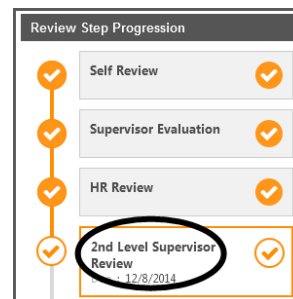 Review Step Progression
Self Review
Supervisor Evaluation
HR Review
2nd Level Supervisor
Review
: 12/8/2014